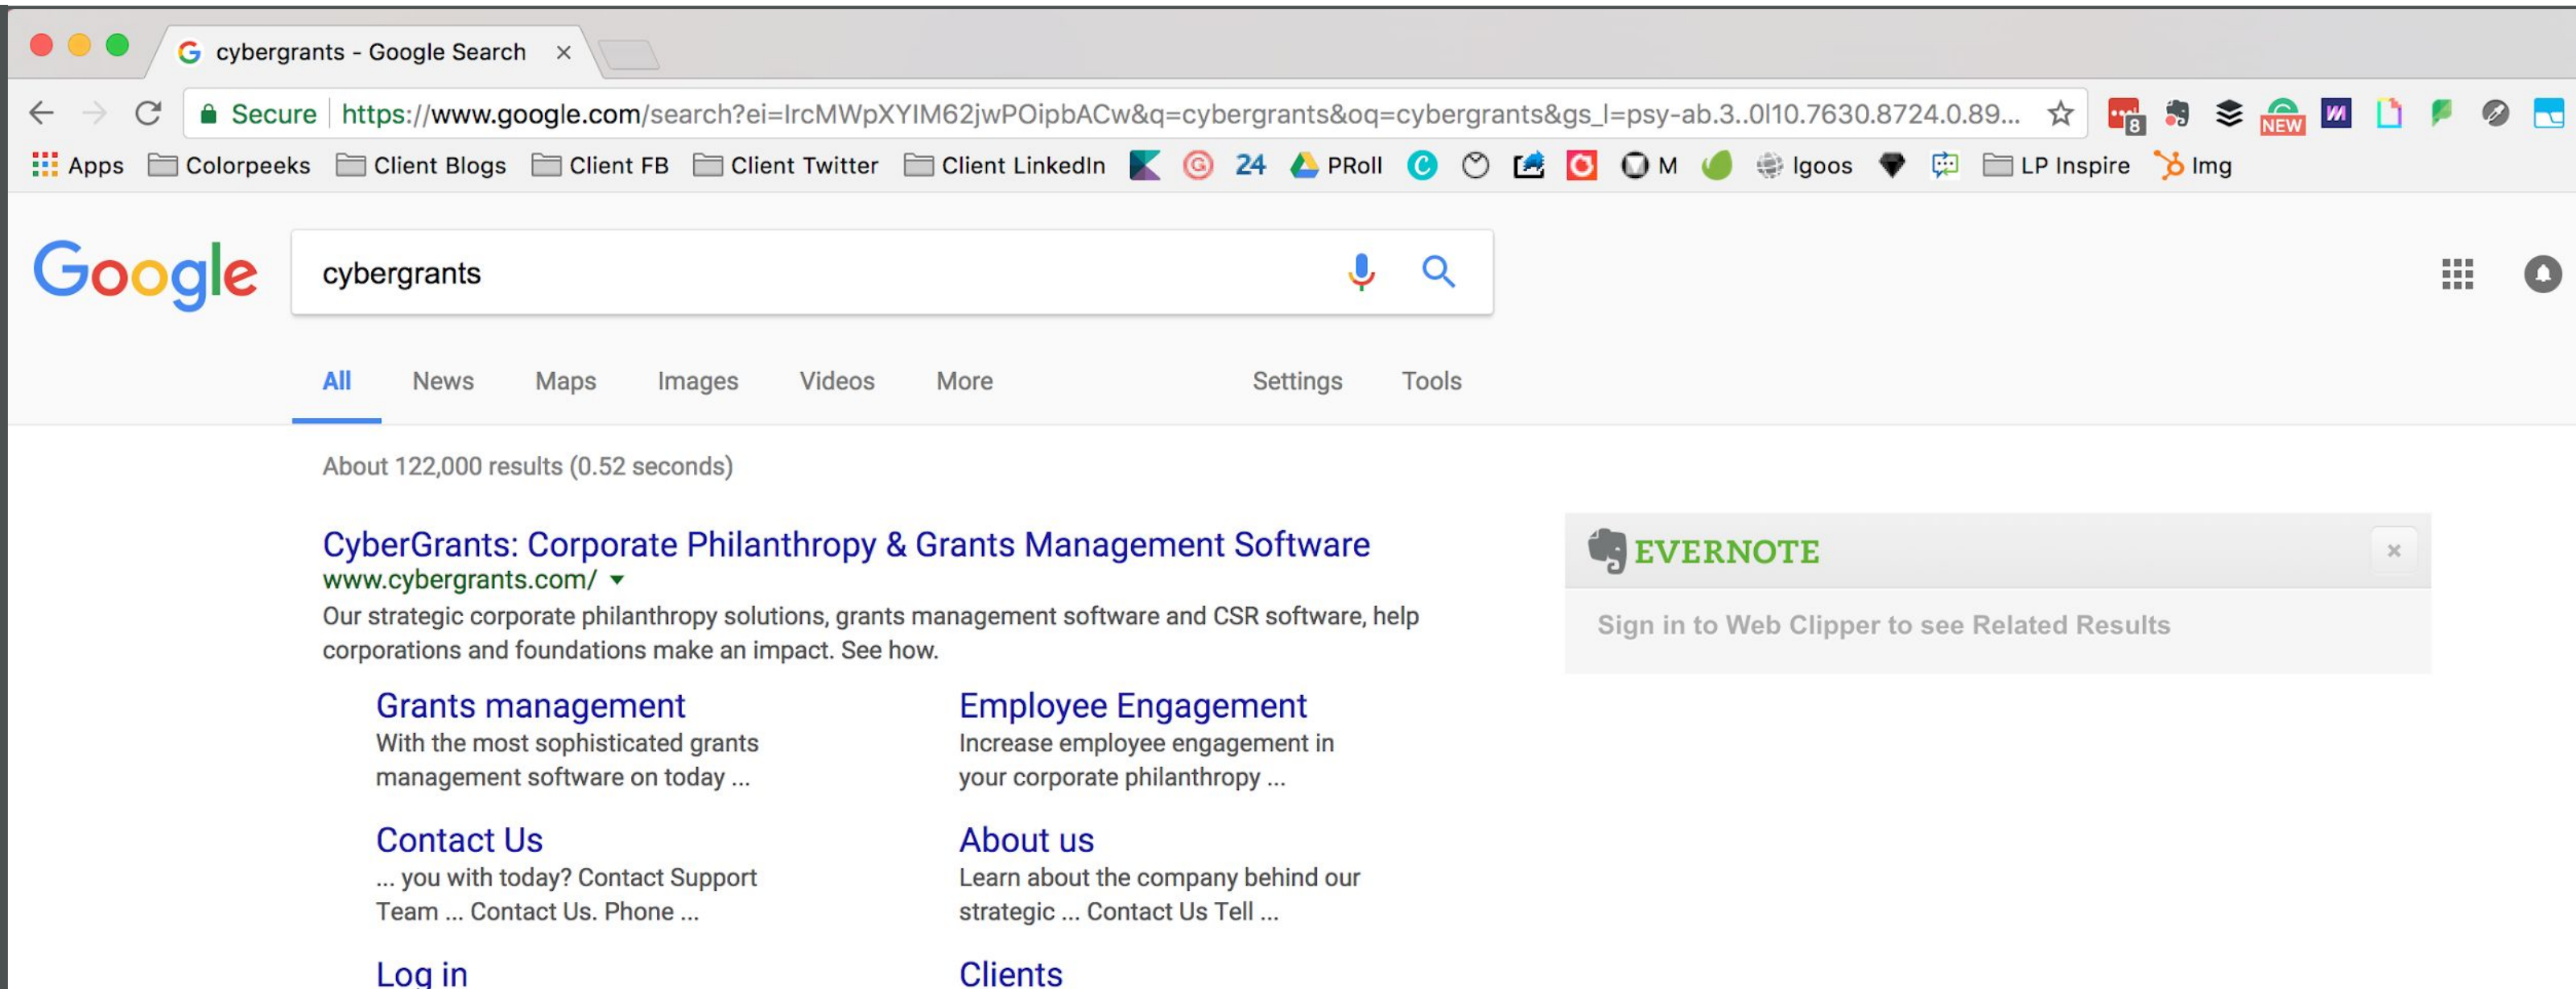 cybergrants - Google Search
Secure https://www.google.com/search?ei=IrcMWpXYIM62jwPOipbACw&q=cybergrants&oq=cybergrants&gs_l=psy-ab.3..0l10.7630.8724.0.89... 8 NEW
Apps Colorpeeks Client Blogs Client FB Client Twitter Client LinkedIn G 24 PRoll C M Igoos LP Inspire Img
Google cybergrants
All News Maps Images Videos More Settings Tools
About 122,000 results (0.52 seconds)
CyberGrants: Corporate Philanthropy & Grants Management Software
www.cybergrants.com/
Our strategic corporate philanthropy solutions, grants management software and CSR software, help
corporations and foundations make an impact. See how.
EVERNOTE
Sign in to Web Clipper to see Related Results
Grants management
With the most sophisticated grants
management software on today ...
Employee Engagement
Increase employee engagement in
your corporate philanthropy ...
Contact Us
... you with today? Contact Support
Team ... Contact Us. Phone ...
About us
Learn about the company behind our
strategic ... Contact Us Tell ...
Log in
Clients